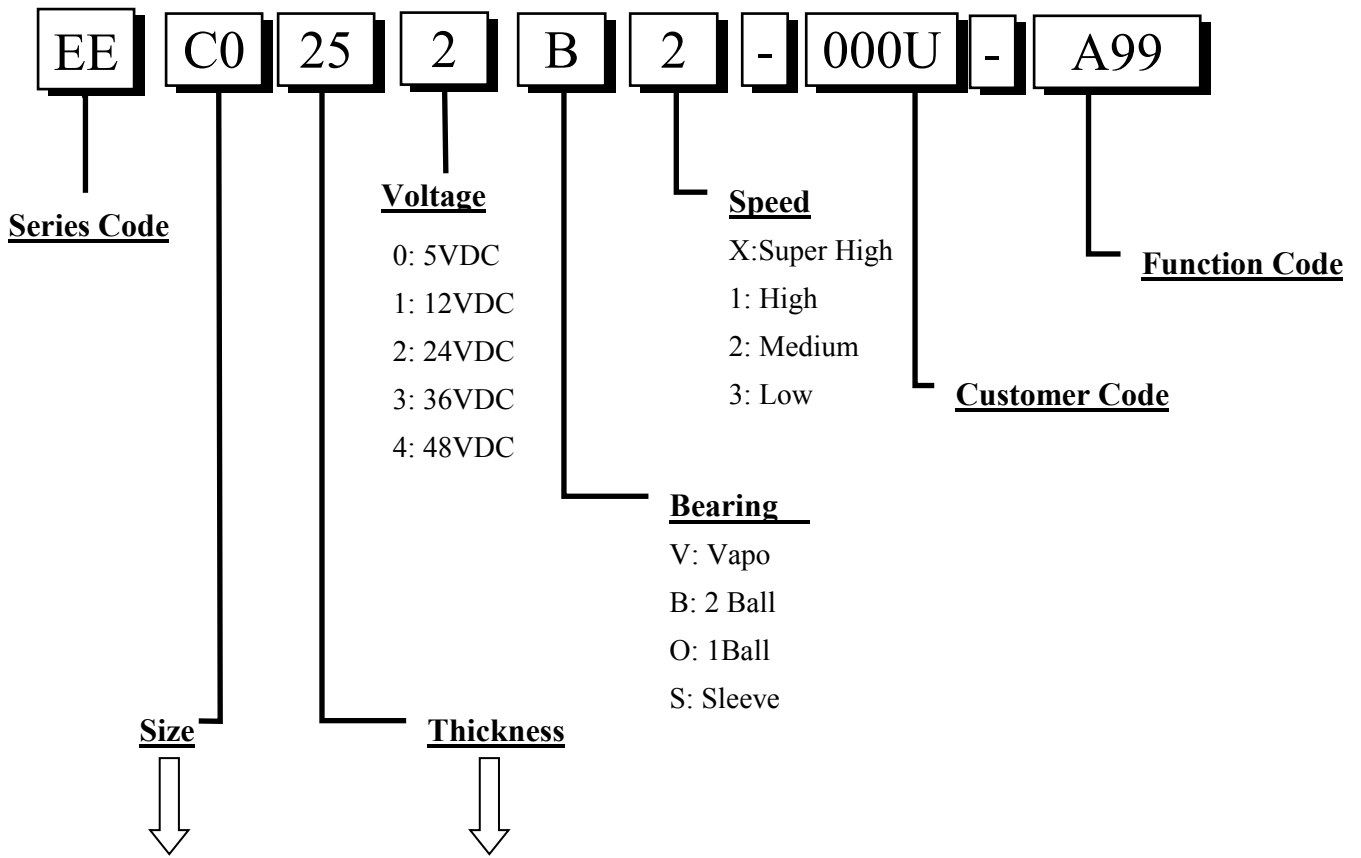 EE C0 25 2 B 2 - 000U - A99
Series Code
Voltage
0: 5VDC
1: 12VDC
2: 24VDC
3: 36VDC
4: 48VDC
Speed
X:Super High
1: High
2: Medium
3: Low
Function Code
Customer Code
Bearing
V: Vapo
B: 2 Ball
O: 1Ball
S: Sleeve
Size
Thickness